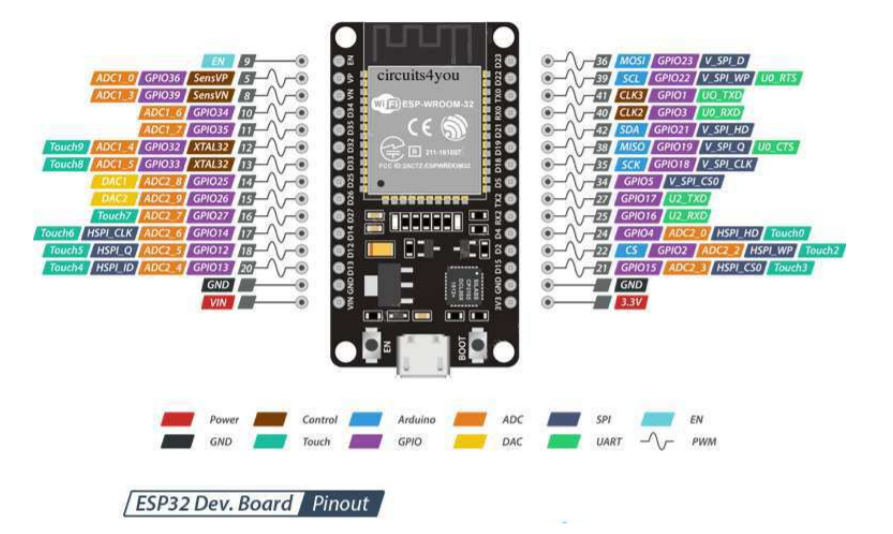 EN 9
ADC1_0 GPIO36 SensVP 5
ADC1_3 GPIO39 SensVN 8
ADC1_6 GPIO34 10
ADC1_7 GPIO35 11
Touch9 ADC1_4 GPIO32 XTAL32 12
Touch8 ADC1_5 GPIO33 XTAL32 13
DAC1 ADC2_8 GPIO25 14
DAC2 ADC2_9 GPIO26 15
Touch7 ADC2_7 GPIO27 16
Touch6 HSPI_CLK ADC2_6 GPIO14 17
Touch5 HSPI_Q ADC2_5 GPIO12 18
Touch4 HSPI_ID ADC2_4 GPIO13 20
GND
VIN
EN VP VN D34 D35 D32 D33 D25 D26 D27 D14 D12 D13 GND VIN
circuits4you
WiFi ESP-WROOM-32
CE
R 211-161007
FCC ID:2AC7Z-ESPWROOM32
EN
BOOT
D23 D22 TX0 RX0 D21 D19 D18 D5 TX2 RX2 D4 D2 D15 GND 3V3
36 MOSI GPIO23 V_SPI_D
39 SCL GPIO22 V_SPI_WP U0_RTS
41 CLK3 GPIO1 UO_TXD
40 CLK2 GPIO3 U0_RXD
42 SDA GPIO21 V_SPI_HD
38 MISO GPIO19 V_SPI_Q U0_CTS
35 SCK GPIO18 V_SPI_CLK
34 GPIO5 V_SPI_CS0
27 GPIO17 U2_TXD
25 GPIO16 U2_RXD
24 GPIO4 ADC2_0 HSPI_HD Touch0
22 CS GPIO2 ADC2_2 HSPI_WP Touch2
21 GPIO15 ADC2_3 HSPI_CS0 Touch3
GND
3.3V
Power Control Arduino ADC SPI EN
GND Touch GPIO DAC UART PWM
ESP32 Dev. Board Pinout